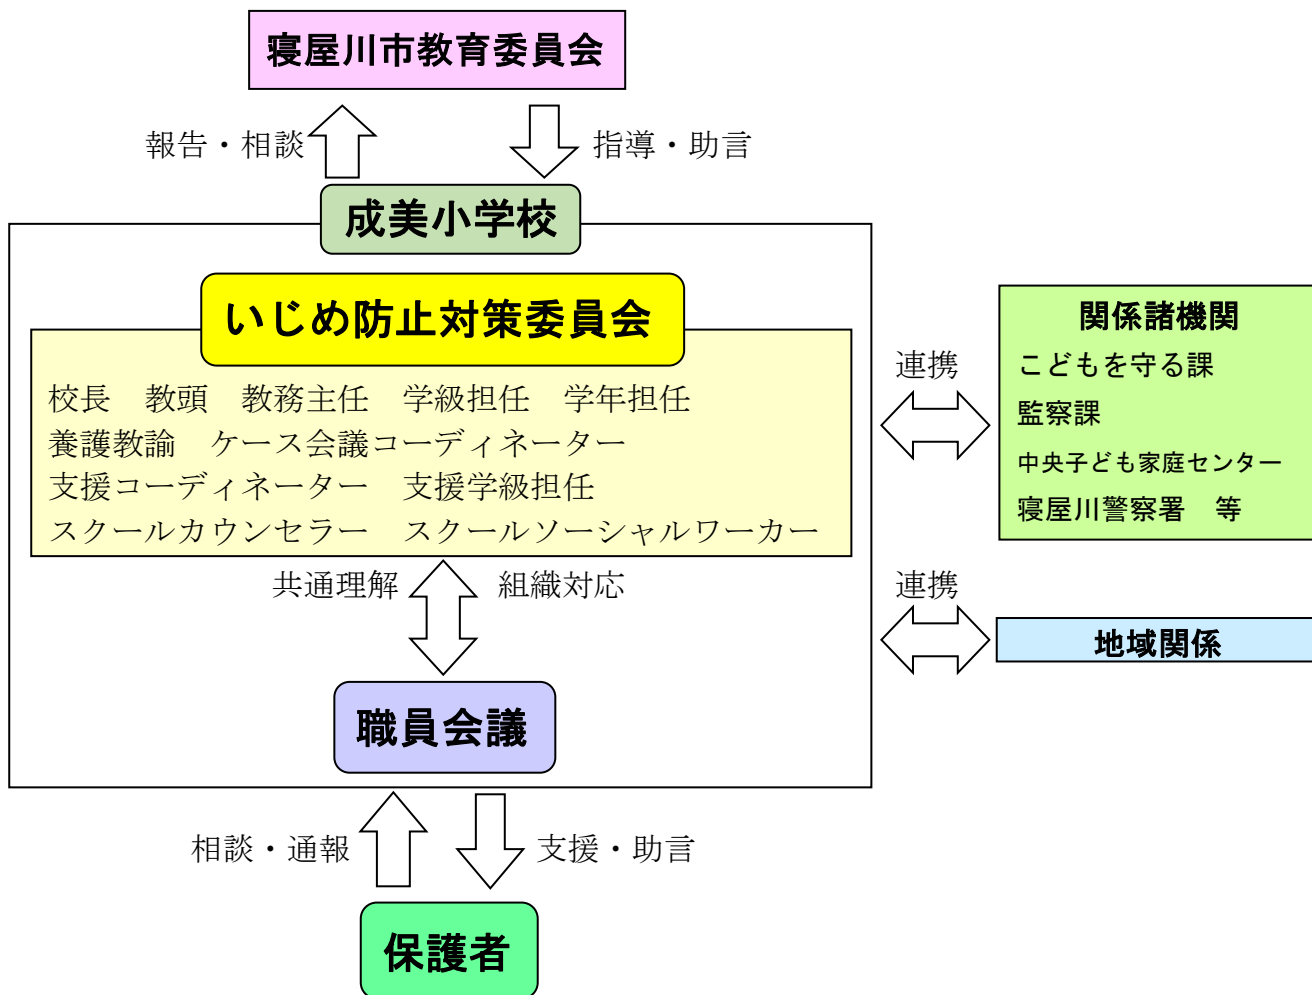 寝屋川市教育委員会
報告・相談
指導・助言
成美小学校
いじめ防止対策委員会
校長　教頭　教務主任　学級担任　学年担任
養護教諭　ケース会議コーディネーター
支援コーディネーター　支援学級担任
スクールカウンセラー　スクールソーシャルワーカー
共通理解
組織対応
職員会議
相談・通報
支援・助言
保護者
連携
関係諸機関
こどもを守る課
監察課
中央子ども家庭センター
寝屋川警察署　等
連携
地域関係